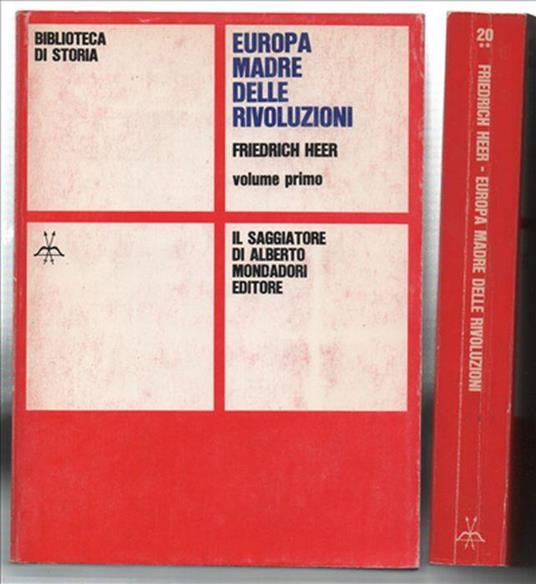 BIBLIOTECA
DI STORIA
EUROPA
MADRE
DELLE
RIVOLUZIONI
FRIEDRICH HEER
volume primo
IL SAGGIATORE
DI ALBERTO
MONDADORI
EDITORE
20
**
FRIEDRICH HEER - EUROPA MADRE DELLE RIVOLUZIONI